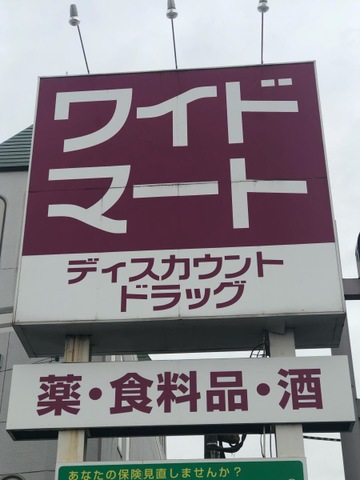 ワイド
マート
ディスカウント
ドラッグ
薬・食料品・酒
あなたの保険見直しませんか？